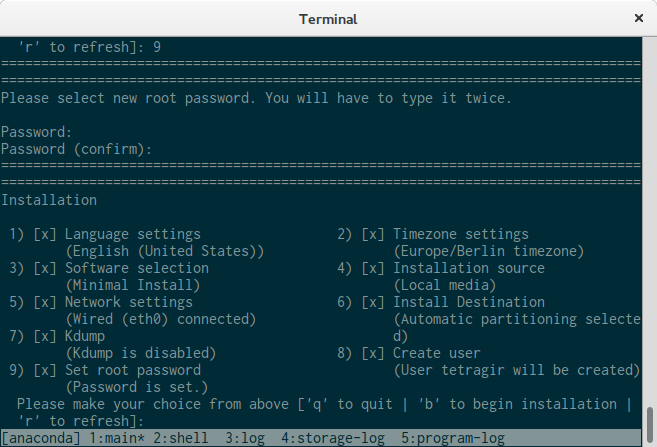 Terminal
'r' to refresh]: 9
================================================================================
================================================================================
Please select new root password. You will have to type it twice.
Password:
Password (confirm):
================================================================================
================================================================================
Installation
1) [x] Language settings 2) [x] Timezone settings
(English (United States)) (Europe/Berlin timezone)
3) [x] Software selection 4) [x] Installation source
(Minimal Install) (Local media)
5) [x] Network settings 6) [x] Install Destination
(Wired (eth0) connected) (Automatic partitioning selecte
7) [x] Kdump d)
(Kdump is disabled) 8) [x] Create user
9) [x] Set root password (User tetragir will be created)
(Password is set.)
Please make your choice from above ['q' to quit | 'b' to begin installation |
'r' to refresh]:
[anaconda] 1:main* 2:shell 3:log 4:storage-log 5:program-log